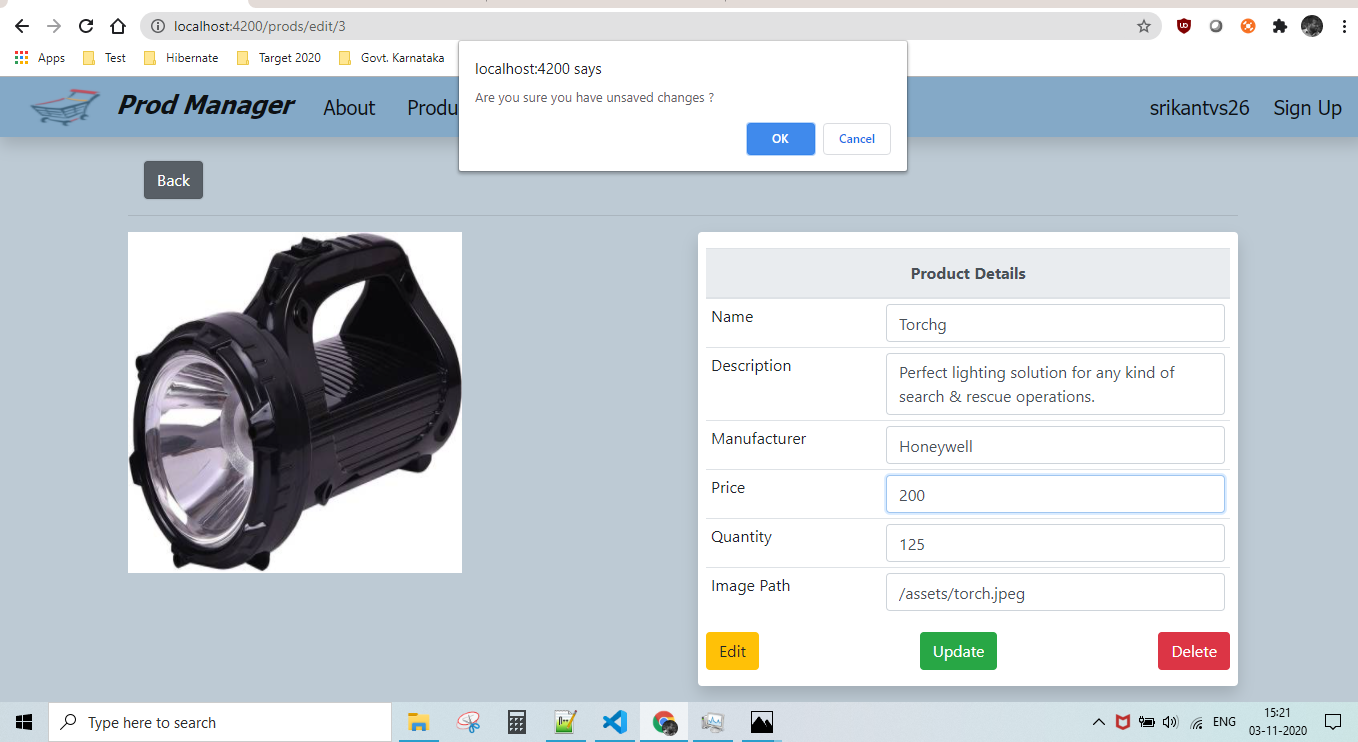 localhost:4200/prods/edit/3
Apps Test Hibernate Target 2020 Govt. Karnataka
localhost:4200 says
Are you sure you have unsaved changes ?
OK Cancel
Prod Manager About Produ srikantvs26 Sign Up
Back
Product Details
Name Torchg
Description Perfect lighting solution for any kind of
search & rescue operations.
Manufacturer Honeywell
Price 200
Quantity 125
Image Path /assets/torch.jpeg
Edit Update Delete
Type here to search
ENG
15:21
03-11-2020